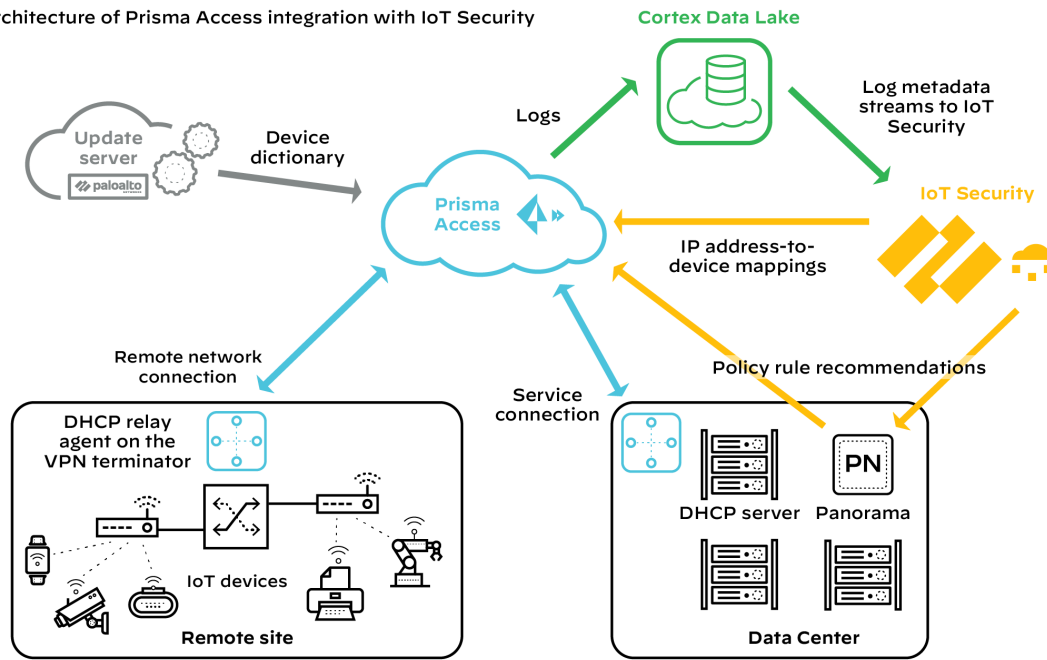 rchitecture of Prisma Access integration with IoT Security
Cortex Data Lake
Logs
Log metadata
streams to IoT
Security
Update
server
paloalto
NETWORKS
Device
dictionary
Prisma
Access
IoT Security
IP address-to-
device mappings
Remote network
connection
Service
connection
Policy rule recommendations
DHCP relay
agent on the
VPN terminator
IoT devices
Remote site
PN
DHCP server
Panorama
Data Center